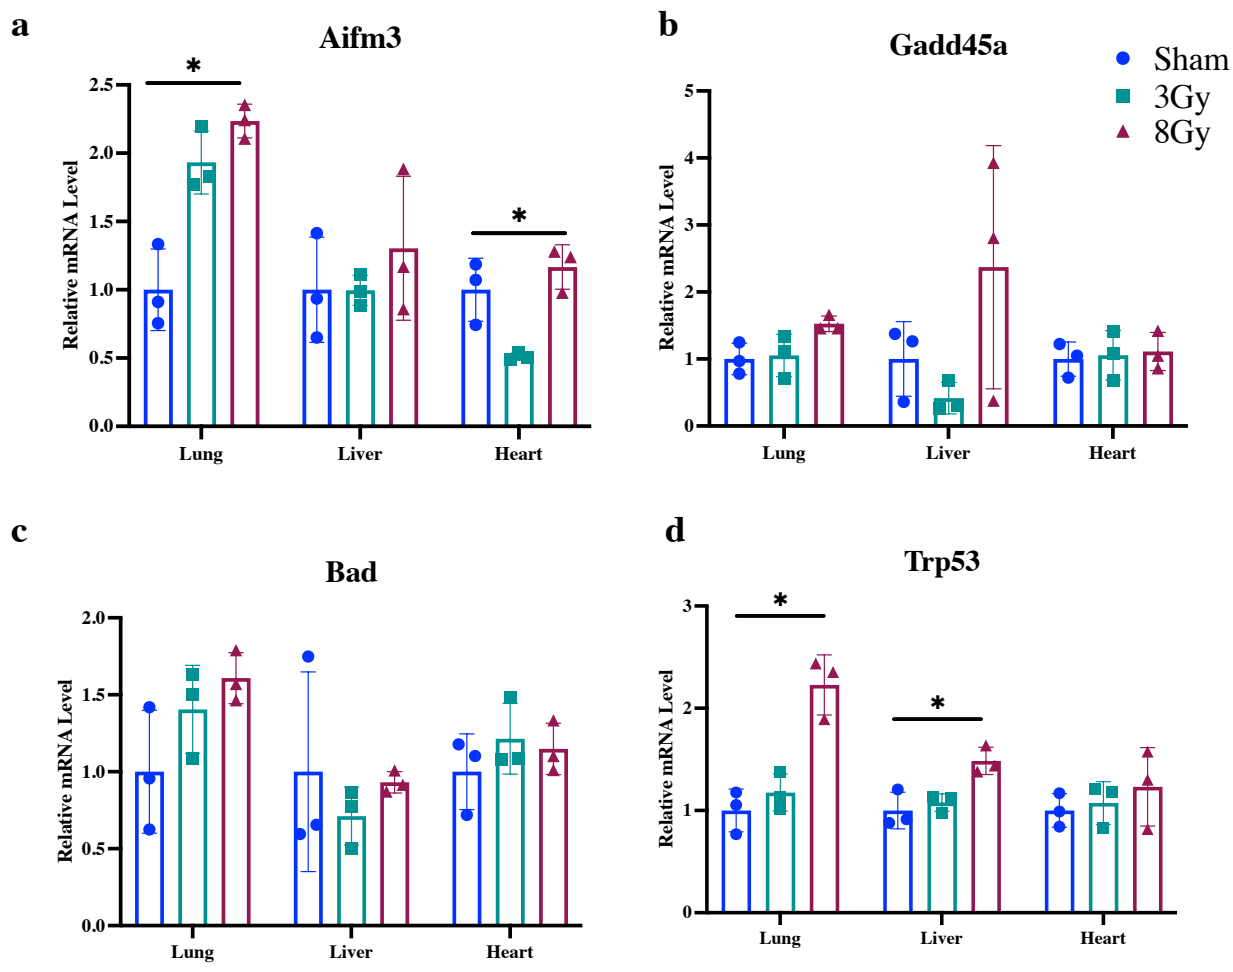 a
Aifm3
*
*
Relative mRNA Level
2.5
2.0
1.5
1.0
0.5
0.0
Lung Liver Heart
b
Gadd45a
Sham
3Gy
8Gy
Relative mRNA Level
5
4
3
2
1
0
Lung Liver Heart
c
Bad
Relative mRNA Level
2.0
1.5
1.0
0.5
0.0
Lung Liver Heart
d
Trp53
*
*
Relative mRNA Level
3
2
1
0
Lung Liver Heart